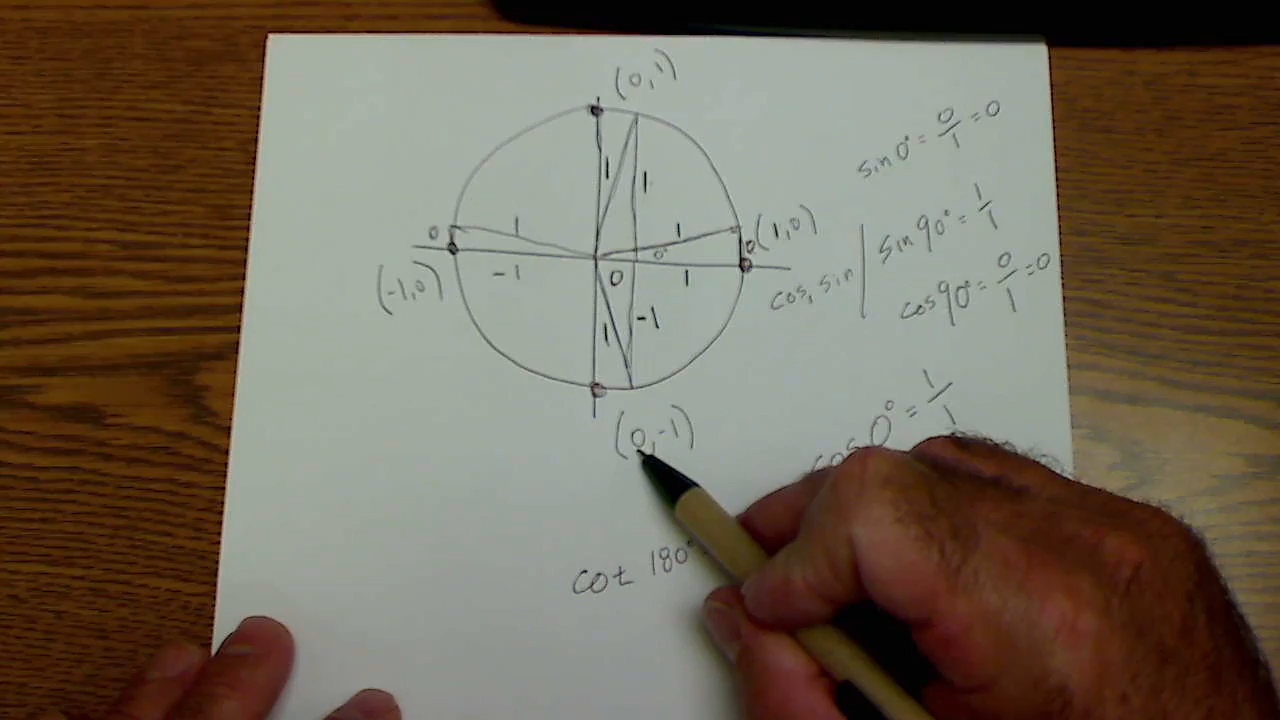 (0,1)
sin 0° = 0/1 = 0
1
1
0
1
1
0°
0
(1,0)
sin 90° = 1/1
(-1,0)
-1
0
1
cos, sin
cos 90° = 0/1 = 0
1
-1
(0,-1)
cos 0° = 1/1
cot 180°